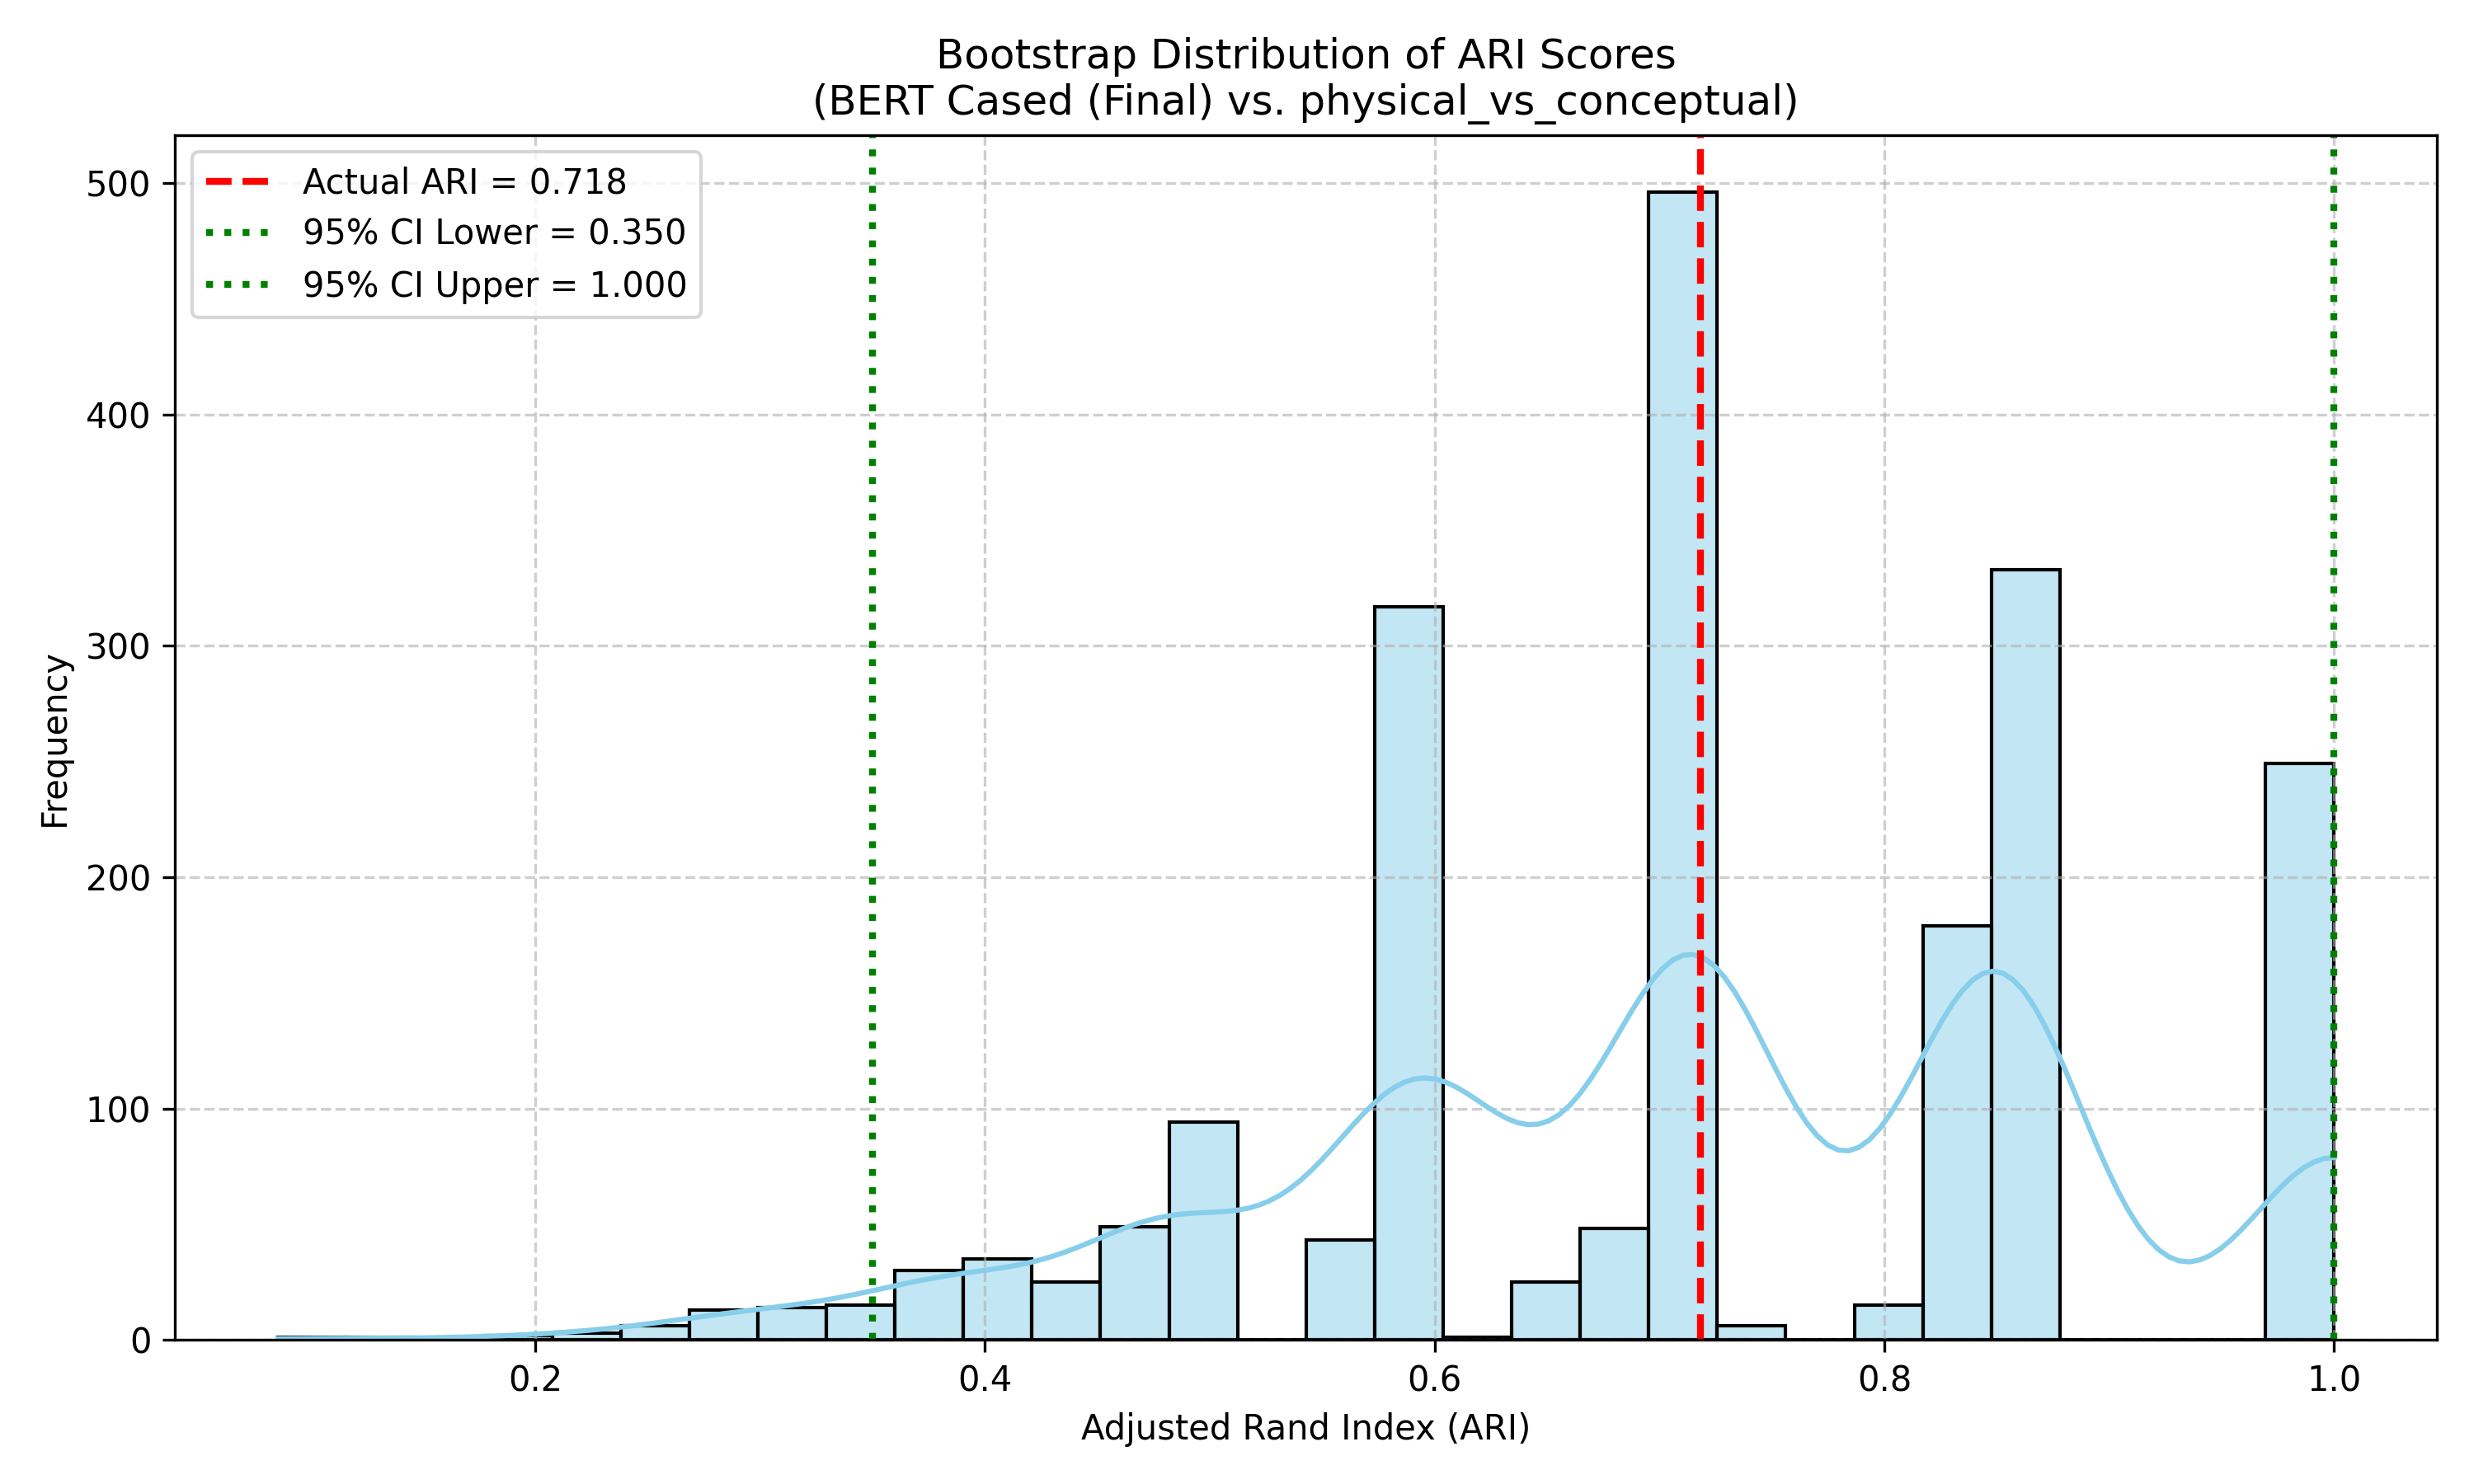 Bootstrap Distribution of ARI Scores
(BERT Cased (Final) vs. physical_vs_conceptual)
Actual ARI = 0.718
95% CI Lower = 0.350
95% CI Upper = 1.000
Frequency
500
400
300
200
100
0
0.2
0.4
0.6
0.8
1.0
Adjusted Rand Index (ARI)